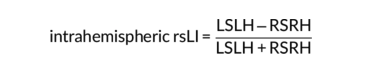 intrahemispheric rsLI = LSLH – RSRH
LSLH + RSRH